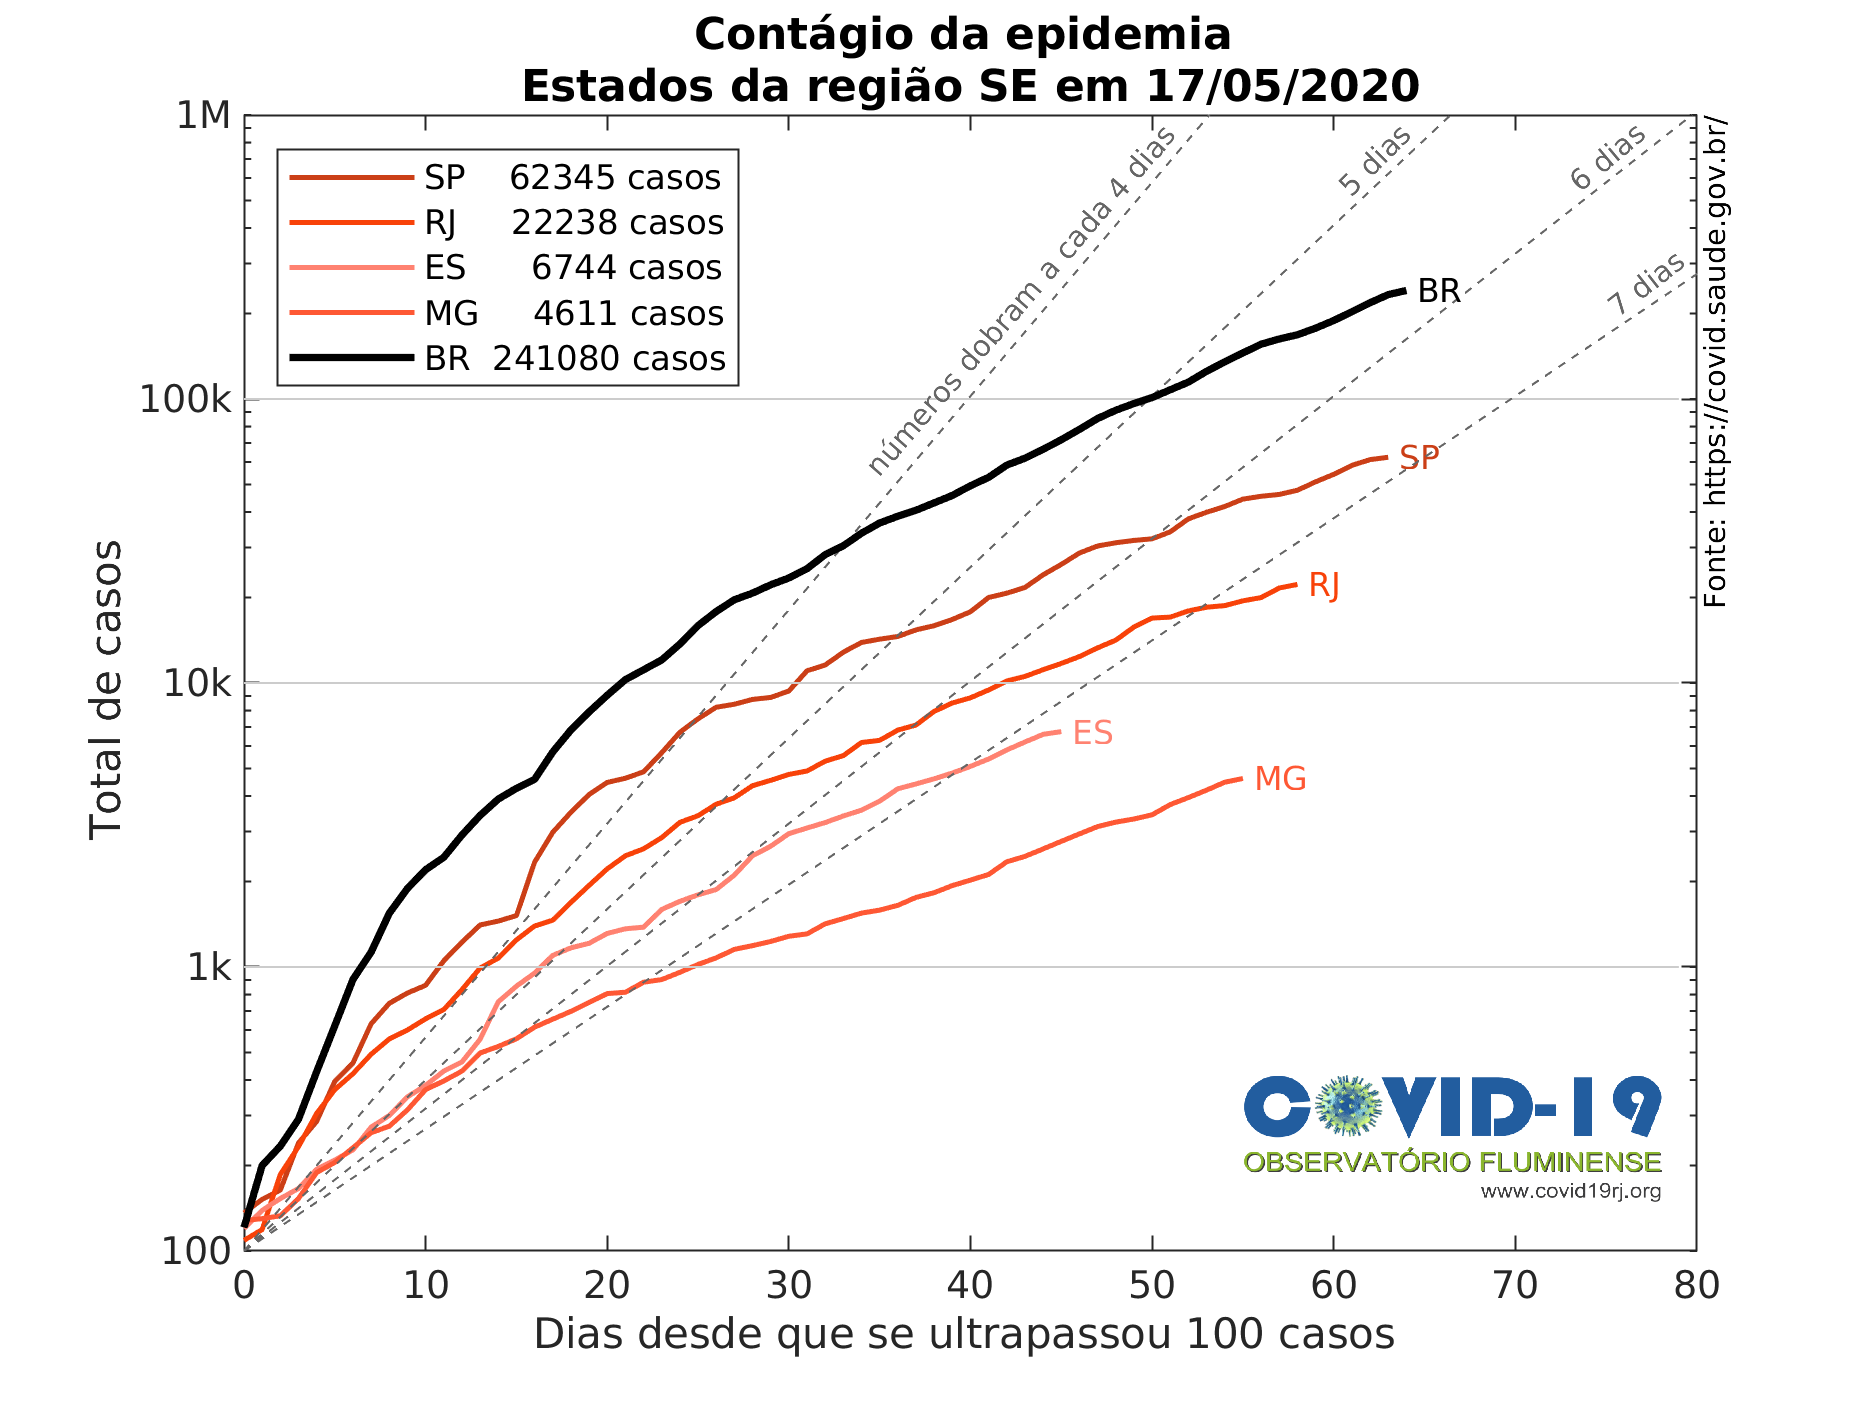 Contágio da epidemia
Estados da região SE em 17/05/2020
1M
100k
10k
1k
100
Total de casos
SP 62345 casos
RJ 22238 casos
ES 6744 casos
MG 4611 casos
BR 241080 casos
números dobram a cada 4 dias
5 dias
6 dias
7 dias
BR
SP
RJ
ES
MG
Fonte: https://covid.saude.gov.br/
COVID-19
OBSERVATÓRIO FLUMINENSE
www.covid19rj.org
0 10 20 30 40 50 60 70 80
Dias desde que se ultrapassou 100 casos